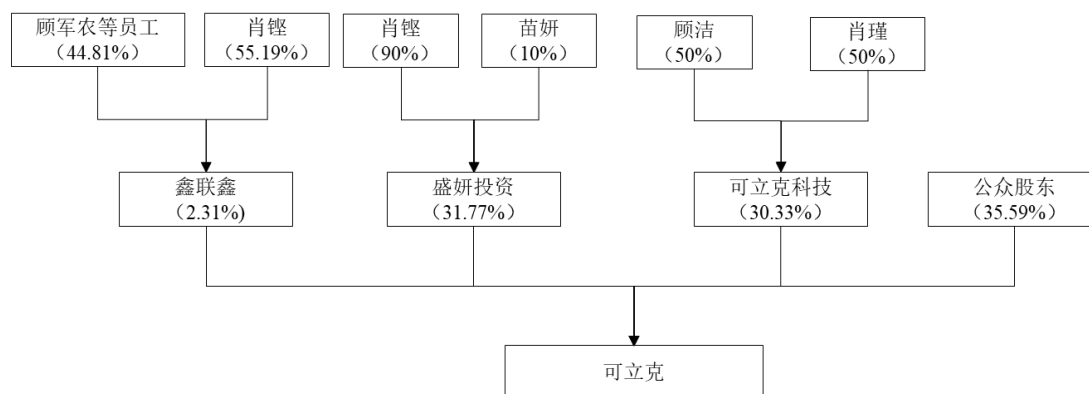 顾军农等员工
（44.81%）
肖铿
（55.19%）
肖铿
（90%）
苗妍
（10%）
顾洁
（50%）
肖瑾
（50%）
鑫联鑫
（2.31%)
盛妍投资
（31.77%）
可立克科技
（30.33%）
公众股东
（35.59%）
可立克